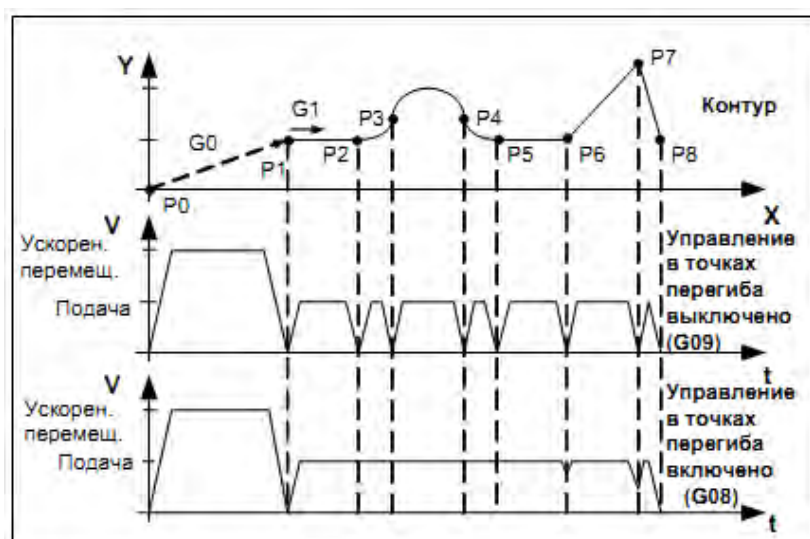 Y
G0
G1
P0
P1
P2
P3
P4
P5
P6
P7
P8
Контур
X
V
Ускорен.
перемещ.
Подача
Управление
в точках
перегиба
выключено
(G09)
t
V
Ускорен.
перемещ.
Подача
Управление
в точках
перегиба
включено
(G08)
t